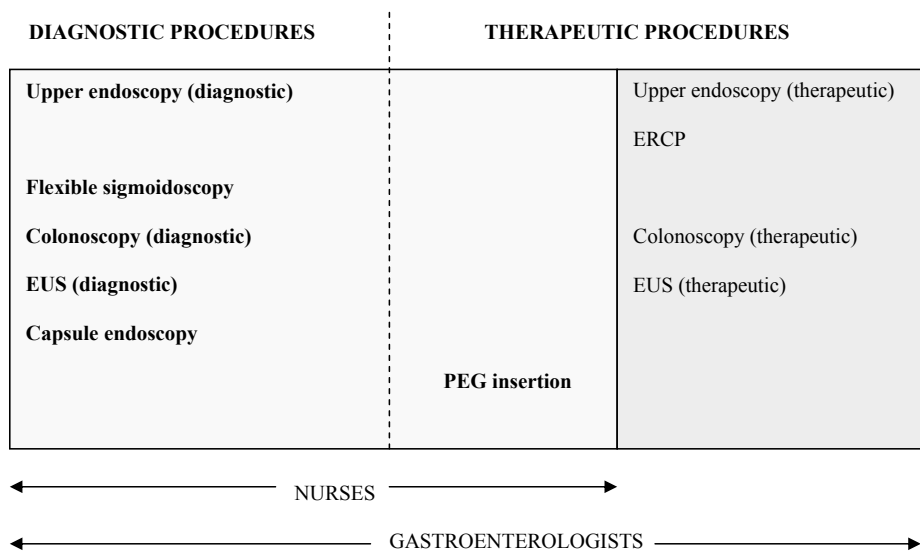 DIAGNOSTIC PROCEDURES THERAPEUTIC PROCEDURES
Upper endoscopy (diagnostic) Upper endoscopy (therapeutic)
ERCP
Flexible sigmoidoscopy
Colonoscopy (diagnostic) Colonoscopy (therapeutic)
EUS (diagnostic) EUS (therapeutic)
Capsule endoscopy
PEG insertion
NURSES
GASTROENTEROLOGISTS